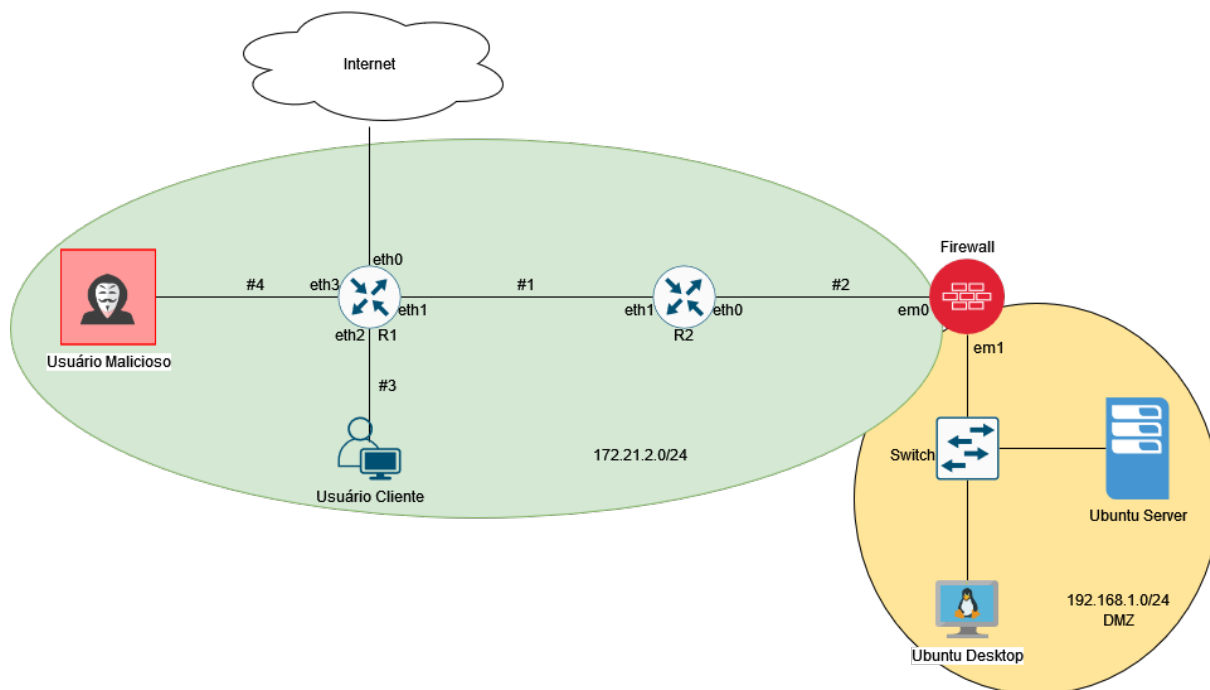 Internet
Firewall
eth0
#4
eth3
#1
#2
eth1
eth1
eth0
em0
eth2
R1
R2
em1
Usuário Malicioso
#3
172.21.2.0/24
Switch
Usuário Cliente
Ubuntu Server
192.168.1.0/24
DMZ
Ubuntu Desktop